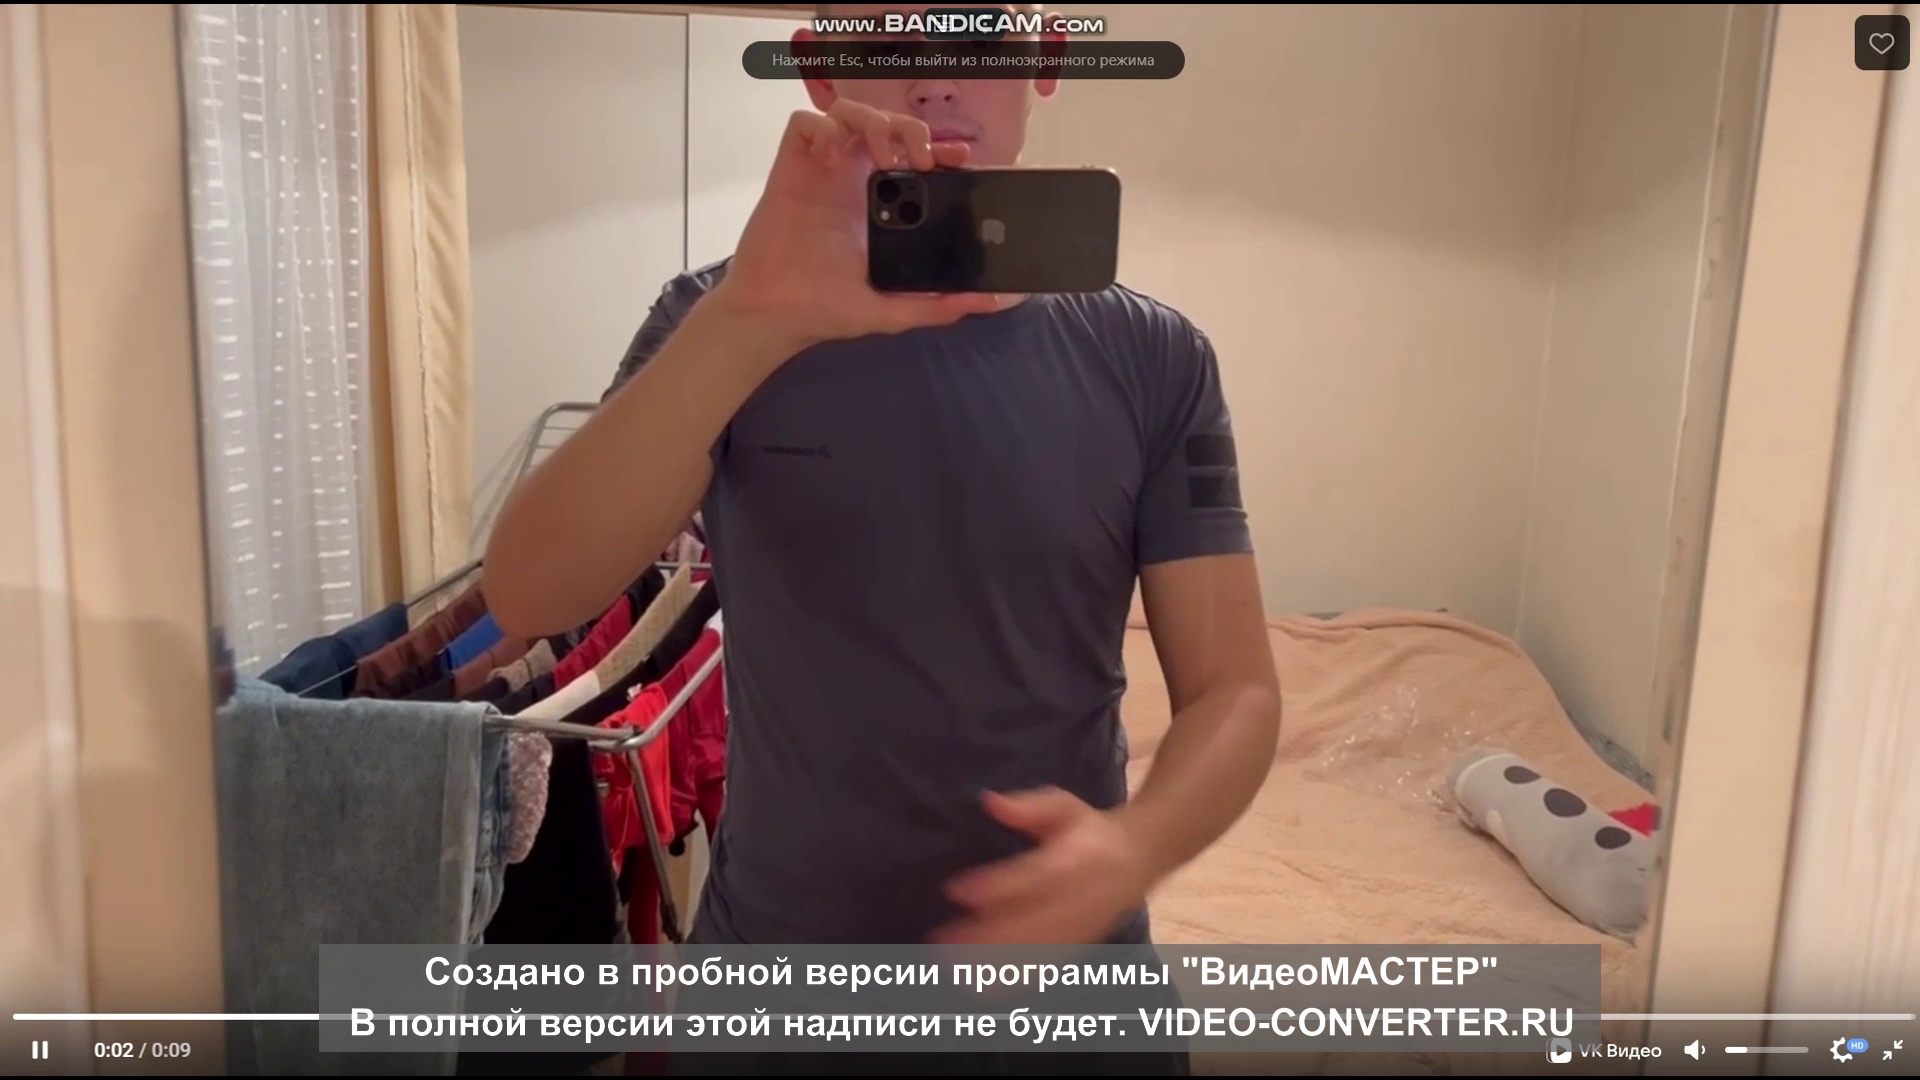 www.BANDICAM.com
Нажмите Esc, чтобы выйти из полноэкранного режима
Создано в пробной версии программы "ВидеоМАСТЕР"
В полной версии этой надписи не будет. VIDEO-CONVERTER.RU
0:02 / 0:09
VK Видео
HD